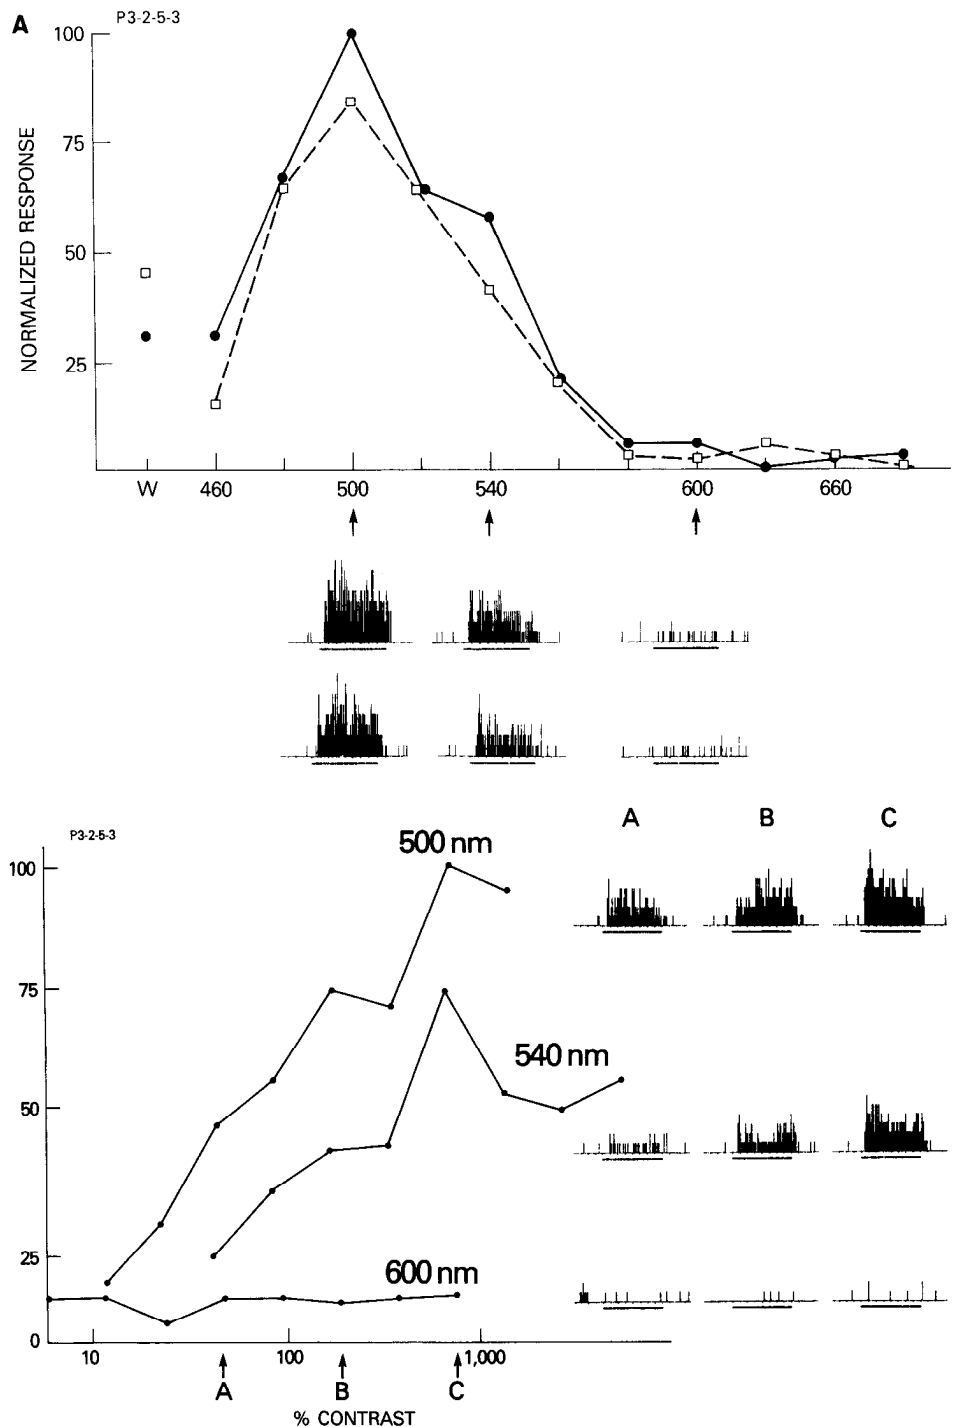 A
P3-2-5-3
100
75
50
25
NORMALIZED RESPONSE
W 460 500 540 600 660
P3-2-5-3
A B C
500 nm
100
75
540 nm
50
25
600 nm
0
10 100 1,000
A B C
% CONTRAST